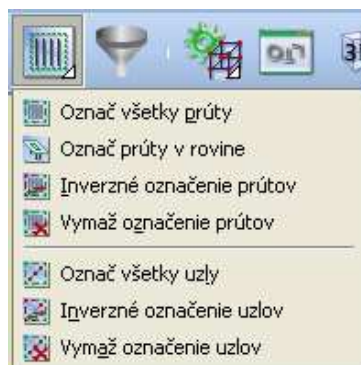 Označ všetky prúty
Označ prúty v rovine
Inverzné označenie prútov
Vymaž označenie prútov
Označ všetky uzly
Inverzné označenie uzlov
Vymaž označenie uzlov